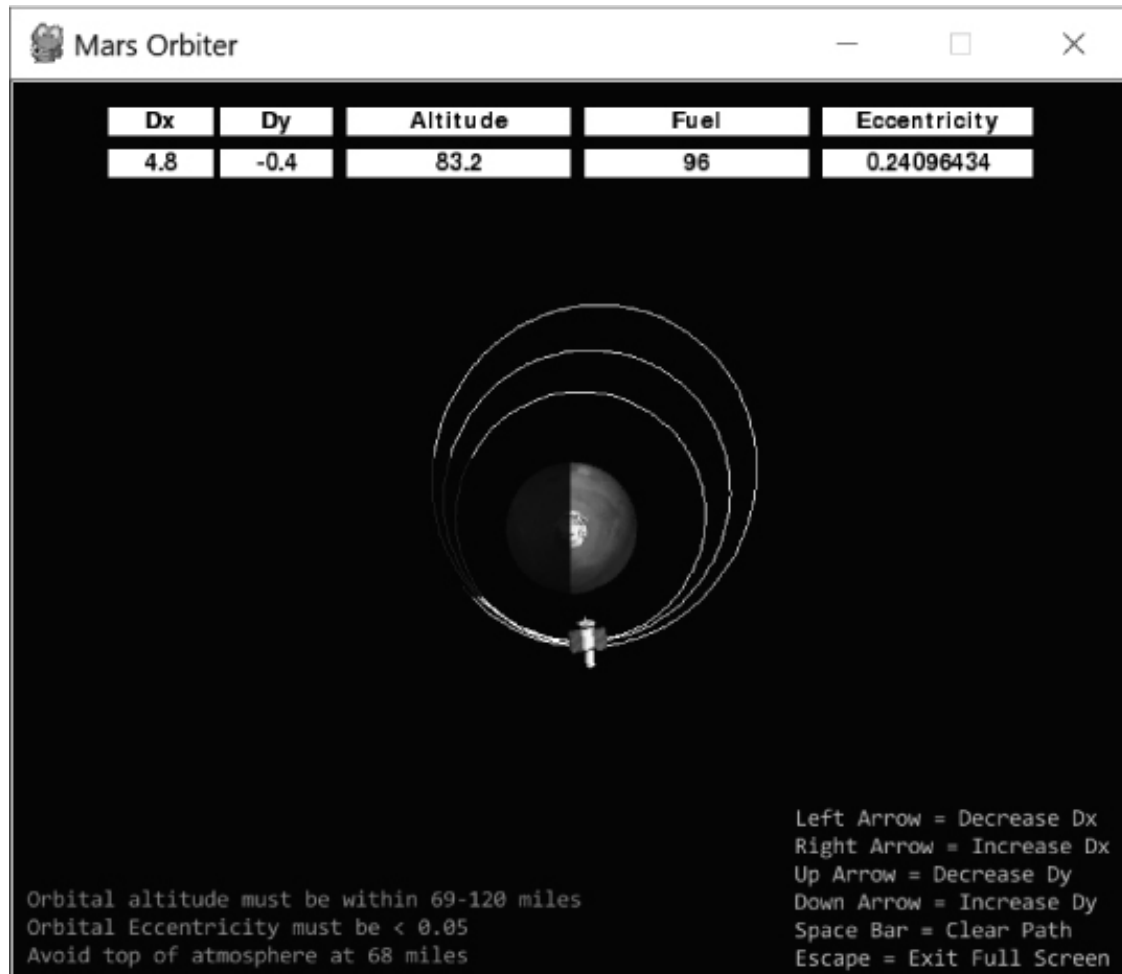 Mars Orbiter
Dx Dy Altitude Fuel Eccentricity
4.8 -0.4 83.2 96 0.24096434
Left Arrow = Decrease Dx
Right Arrow = Increase Dx
Up Arrow = Decrease Dy
Down Arrow = Increase Dy
Space Bar = Clear Path
Escape = Exit Full Screen
Orbital altitude must be within 69-120 miles
Orbital Eccentricity must be < 0.05
Avoid top of atmosphere at 68 miles